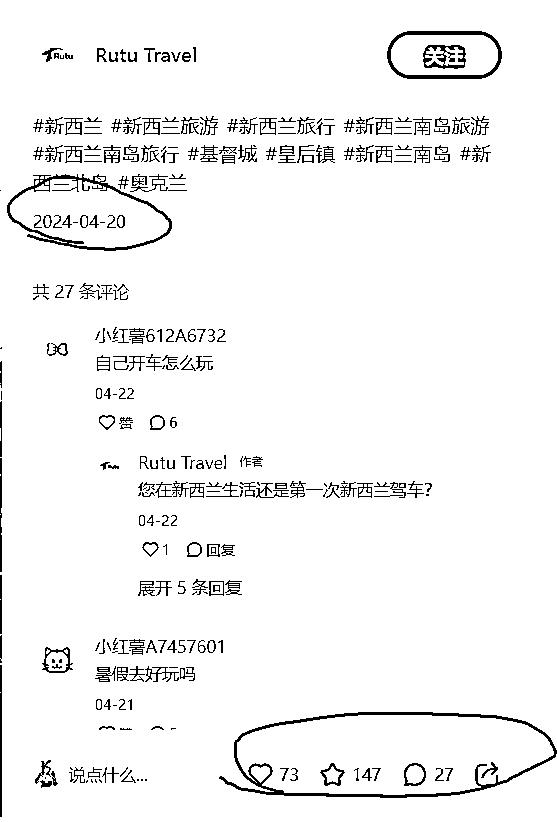 Rutu
Rutu Travel
关注
#新西兰 #新西兰旅游 #新西兰旅行 #新西兰南岛旅游
#新西兰南岛旅行 #基督城 #皇后镇 #新西兰南岛 #新
西兰北岛 #奥克兰
2024-04-20
共 27 条评论
小红薯612A6732
自己开车怎么玩
04-22
赞 6
Rutu Travel 作者
您在新西兰生活还是第一次新西兰驾车?
04-22
1 回复
展开 5 条回复
小红薯A7457601
暑假去好玩吗
04-21
说点什么...
73 147 27